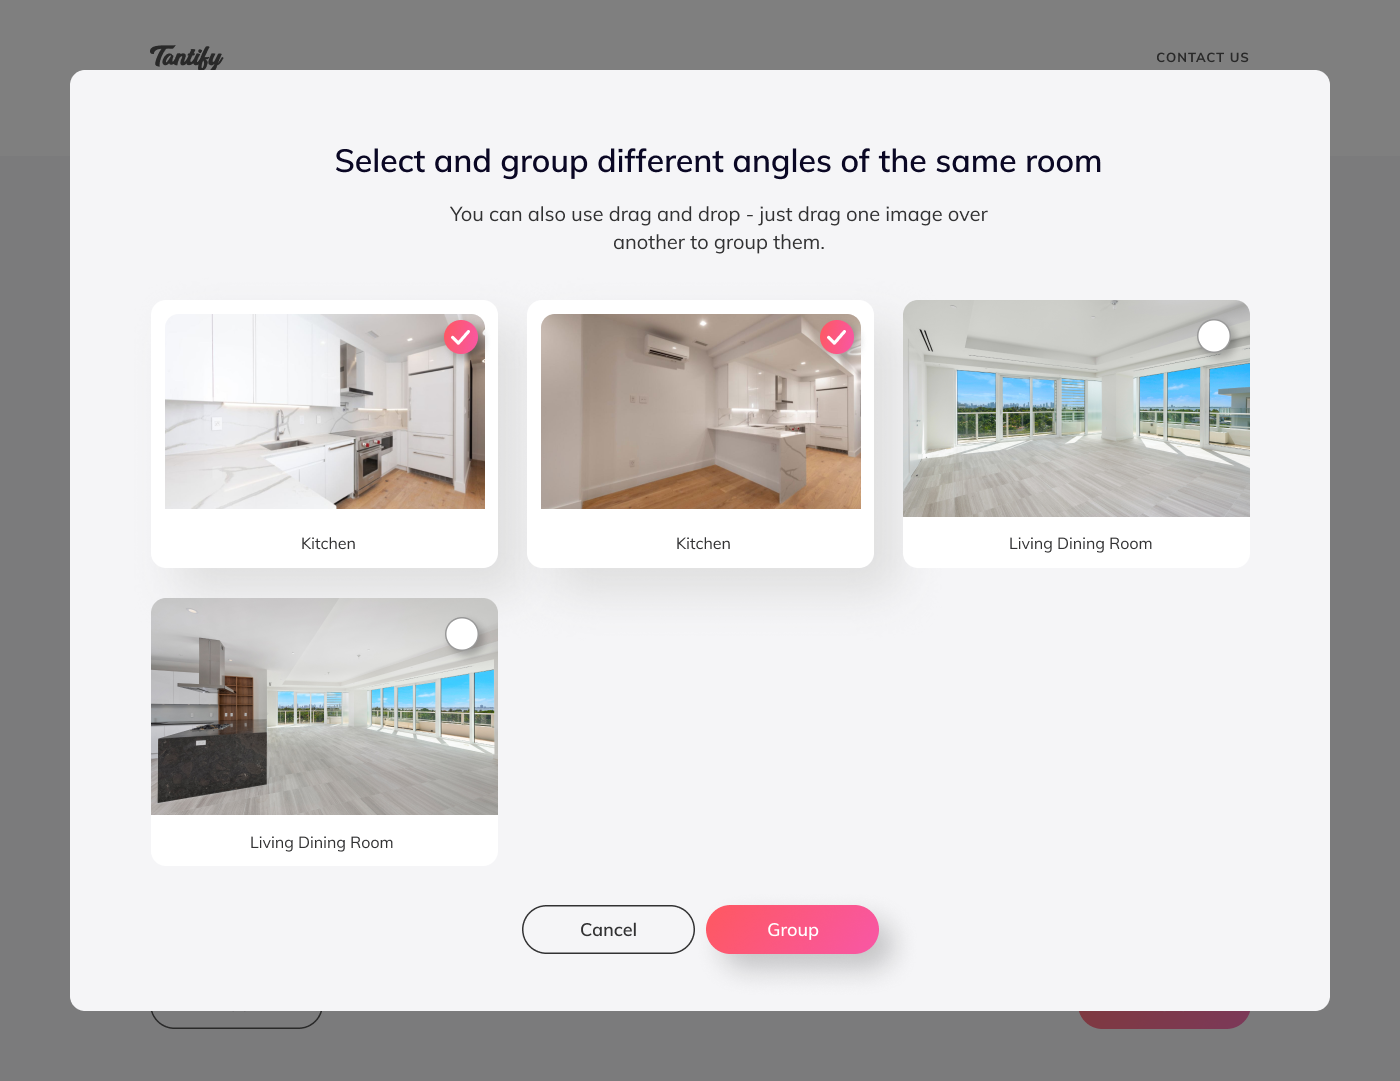 Tantify
CONTACT US
Select and group different angles of the same room
You can also use drag and drop - just drag one image over
another to group them.
Kitchen
Kitchen
Living Dining Room
Living Dining Room
Cancel
Group